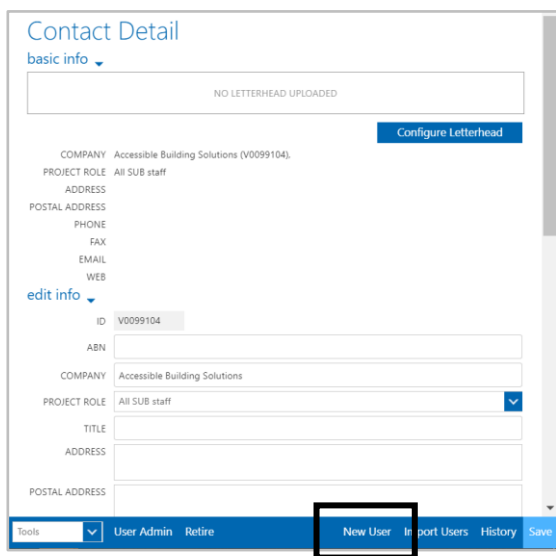 Contact Detail
basic info
NO LETTERHEAD UPLOADED
Configure Letterhead
COMPANY Accessible Building Solutions (V0099104),
PROJECT ROLE All SUB staff
ADDRESS
POSTAL ADDRESS
PHONE
FAX
EMAIL
WEB
edit info
ID V0099104
ABN
COMPANY Accessible Building Solutions
PROJECT ROLE All SUB staff
TITLE
ADDRESS
POSTAL ADDRESS
Tools User Admin Retire New User Import Users History Save